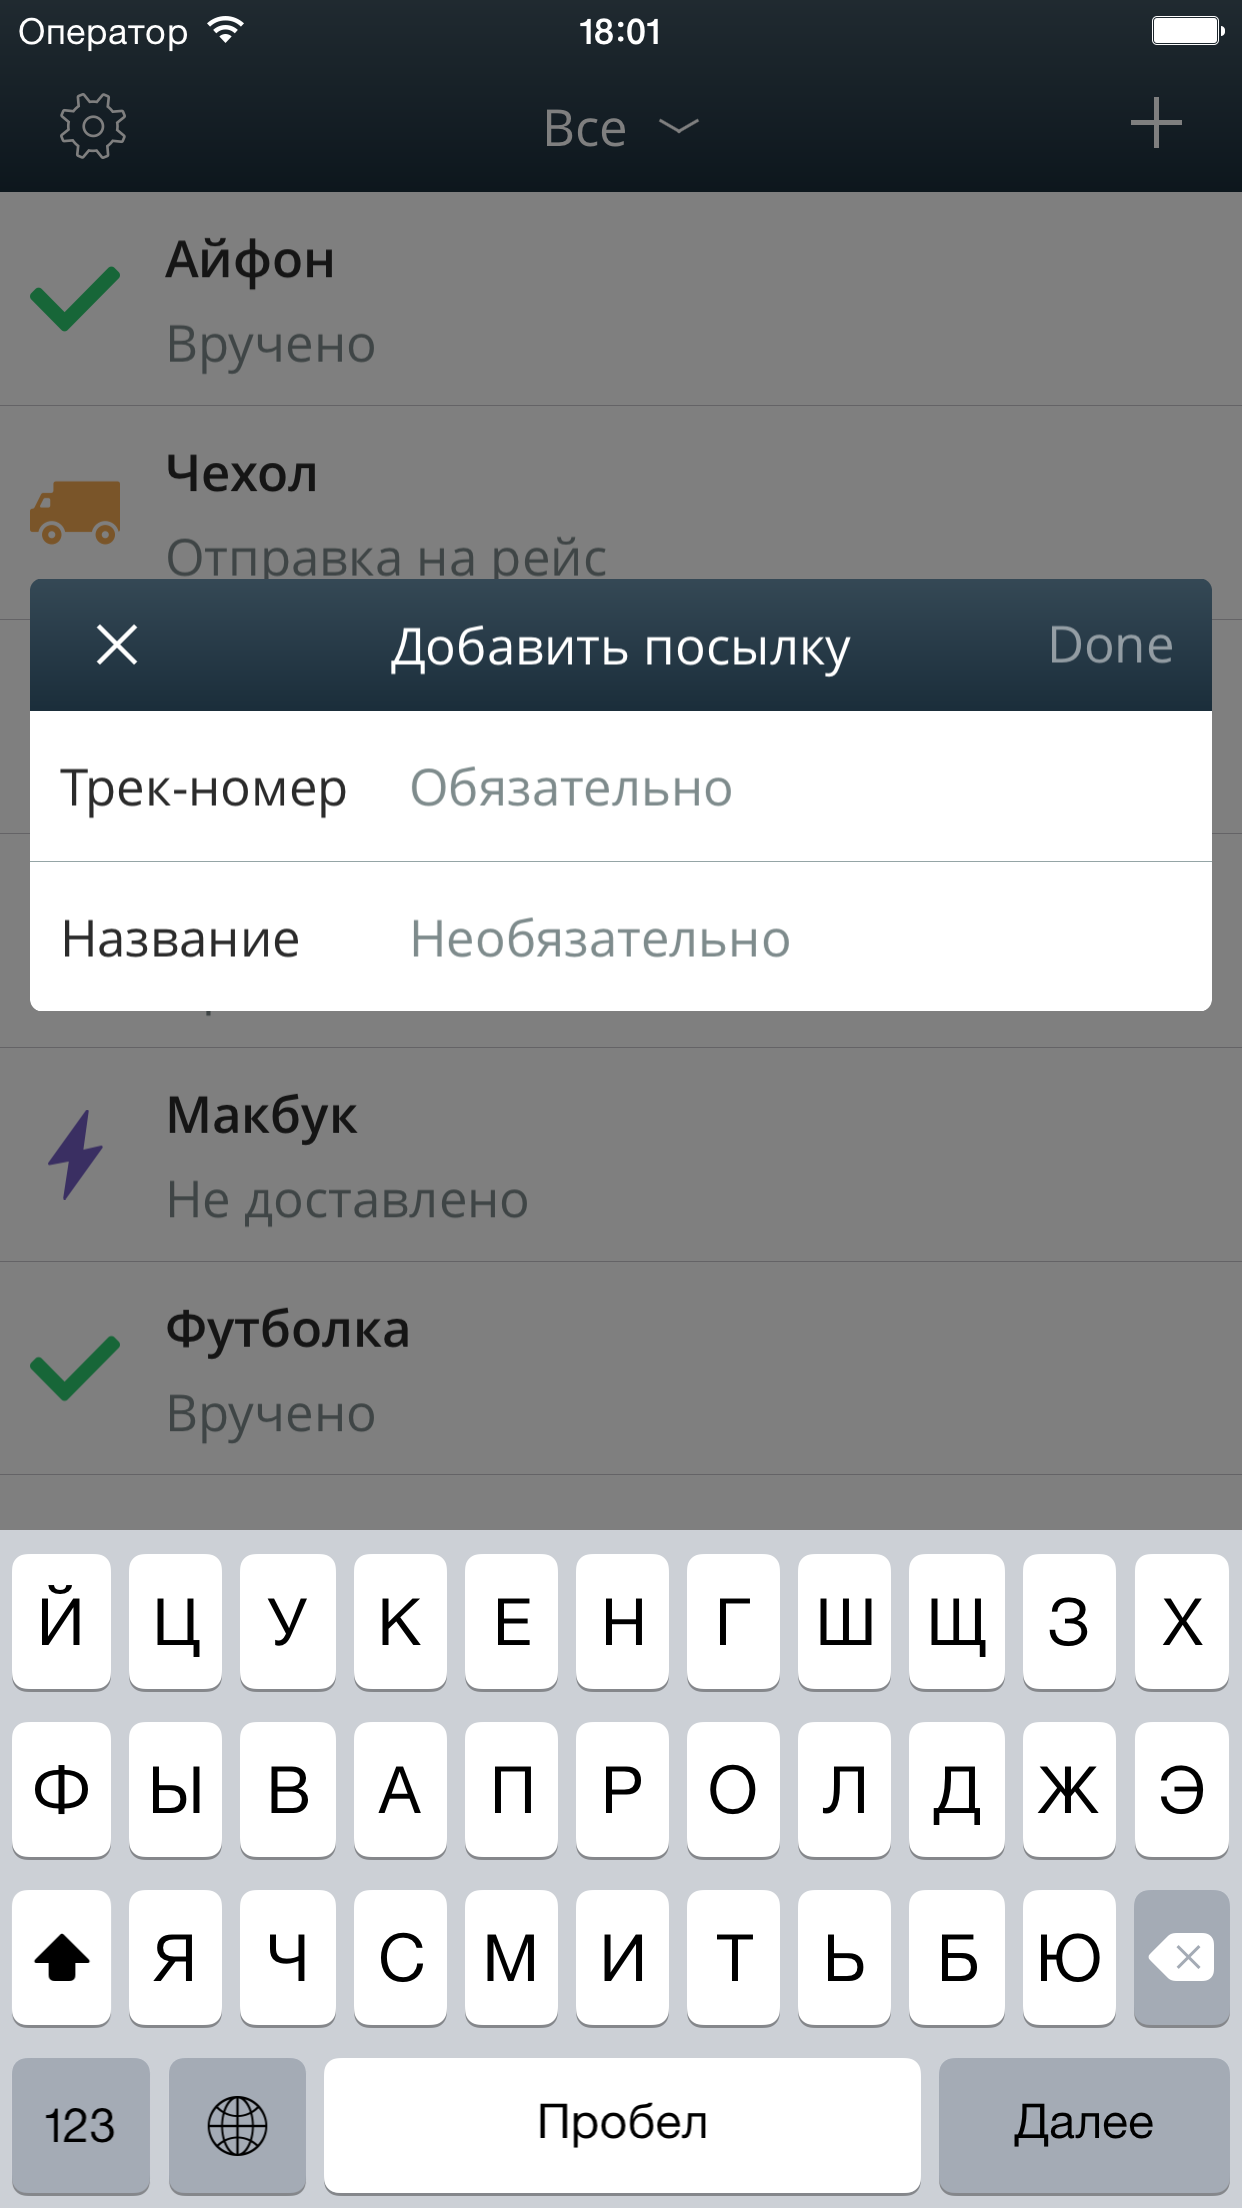 Оператор 18:01
Все
Айфон
Вручено
Чехол
Отправка на рейс
Добавить посылку Done
Трек-номер Обязательно
Название Необязательно
Макбук
Не доставлено
Футболка
Вручено
Й Ц У К Е Н Г Ш Щ З Х
Ф Ы В А П Р О Л Д Ж Э
Я Ч С М И Т Ь Б Ю
123 Пробел Далее